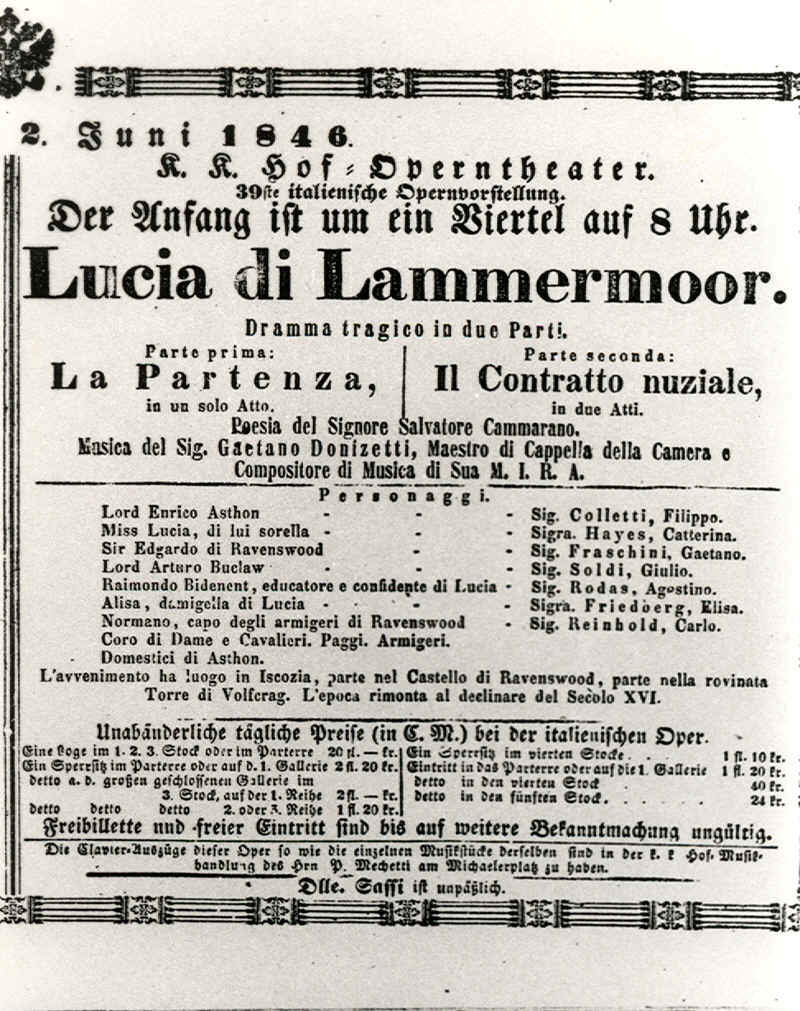 2. Juni 1846.
K. K. Hof-Operntheater.
39ste italienische Opernvorstellung.
Der Anfang ist um ein Viertel auf 8 Uhr.
Lucia di Lammermoor.
Dramma tragico in due Parti.
Parte prima:
La Partenza,
in un solo Atto.
Parte seconda:
Il Contratto nuziale,
in due Atti.
Poesia del Signore Salvatore Cammarano.
Musica del Sig. Gaetano Donizetti, Maestro di Cappella della Camera e
Compositore di Musica di Sua M. I. R. A.
Personaggi.
Lord Enrico Asthon - - - Sig. Colletti, Filippo.
Miss Lucia, di lui sorella - - - Sigra. Hayes, Catterina.
Sir Edgardo di Ravenswood - - Sig. Fraschini, Gaetano.
Lord Arturo Buclaw - - - Sig. Soldi, Giulio.
Raimondo Bidenent, educatore e confidente di Lucia - Sig. Rodas, Agostino.
Alisa, damigella di Lucia - - - Sigra. Friedberg, Elisa.
Normano, capo degli armigeri di Ravenswood - Sig. Reinhold, Carlo.
Coro di Dame e Cavalieri. Paggi. Armigeri.
Domestici di Asthon.
L'avvenimento ha luogo in Iscozia, parte nel Castello di Ravenswood, parte nella rovinata
Torre di Volferag. L'epoca rimonta al declinare del Secolo XVI.
Unabänderliche tägliche Preise (in C. M.) bei der italienischen Oper.
Eine Loge im 1. 2. 3. Stock oder im Parterre 20 fl. — kr.
Ein Sperrsitz im Parterre oder auf d. 1. Gallerie 2 fl. 20 kr.
detto a. d. großen geschlossenen Gallerie im
3. Stock, auf der 1. Reihe 2 fl. — kr.
detto detto detto 2. oder 3. Reihe 1 fl. 20 kr.
Ein Sperrsitz im vierten Stocke . . 1 fl. 10 kr.
Eintritt in das Parterre oder auf die 1. Gallerie 1 fl. 20 kr.
detto in den vierten Stock . 40 kr.
detto in den fünften Stock . . . . . . 24 kr.
Freibillette und freier Eintritt sind bis auf weitere Bekanntmachung ungültig.
Die Clavier-Auszüge dieser Oper so wie die einzelnen Musikstücke derselben sind in der k. k Hof-Musik-
handlung des Hrn P. Mechetti am Michaelerplatz zu haben.
Dlle. Sassi ist unpäßlich.